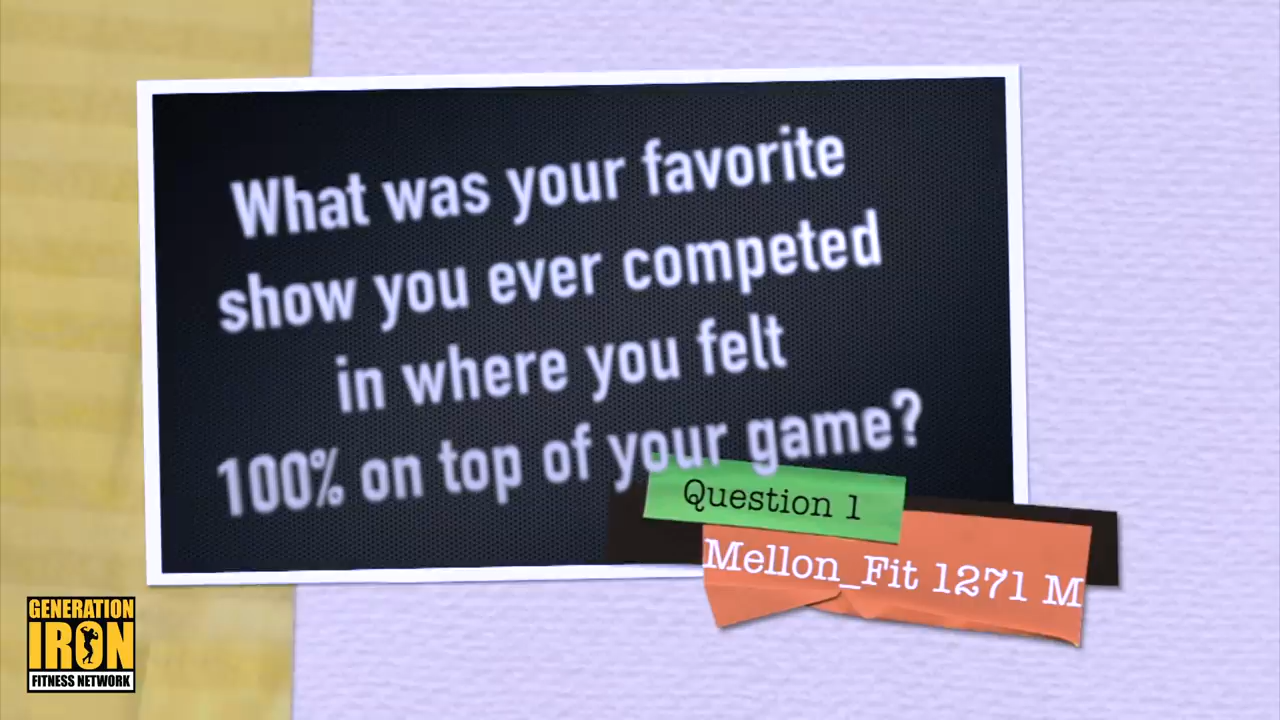 What was your favorite
show you ever competed
in where you felt
100% on top of your game?
Question 1
Mellon_Fit 1271 M
GENERATION
IRON
FITNESS NETWORK